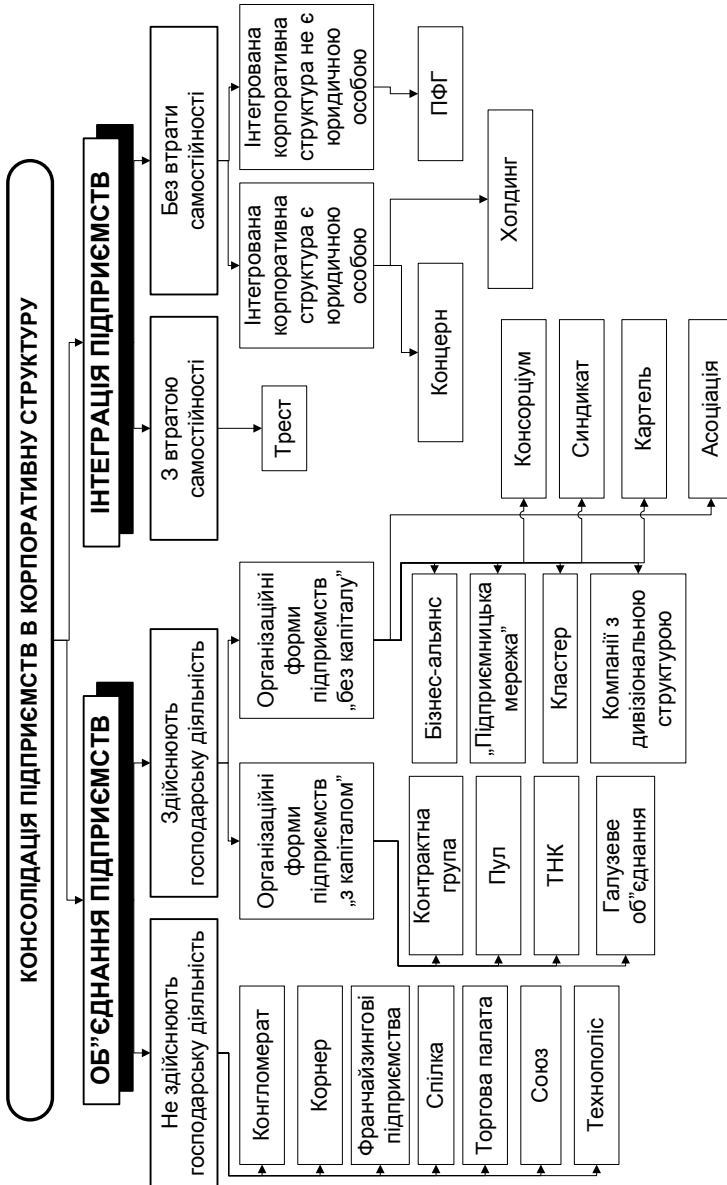 КОНСОЛІДАЦІЯ ПІДПРИЄМСТВ В КОРПОРАТИВНУ СТРУКТУРУ
ОБ"ЄДНАННЯ ПІДПРИЄМСТВ
ІНТЕГРАЦІЯ ПІДПРИЄМСТВ
Не здійснюють
господарську діяльність
Здійснюють
господарську діяльність
З втратою
самостійності
Без втрати
самостійності
Конгломерат
Корнер
Франчайзингові
підприємства
Спілка
Торгова палата
Союз
Технополіс
Організаційні
форми
підприємств
„з капіталом”
Організаційні
форми
підприємств
„без капіталу”
Контрактна
група
Пул
ТНК
Галузеве
об"єднання
Бізнес-альянс
„Підприємницька
мережа”
Кластер
Компанії з
дивізіональною
структурою
Консорціум
Синдикат
Картель
Асоціація
Трест
Інтегрована
корпоративна
структура є
юридичною
особою
Інтегрована
корпоративна
структура не є
юридичною
особою
Концерн
Холдинг
ПФГ